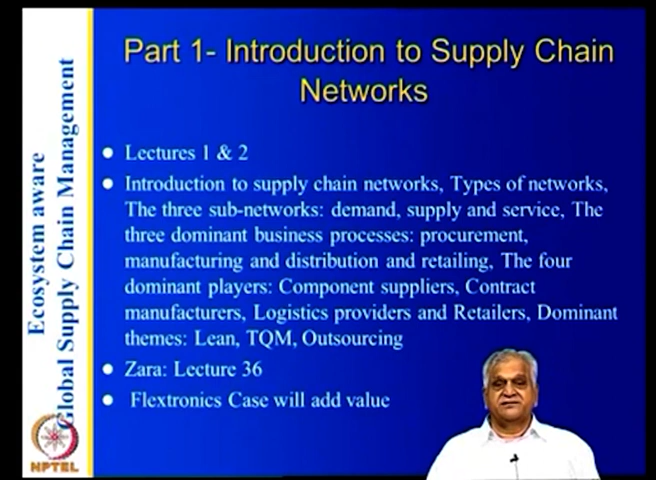 Part 1- Introduction to Supply Chain
Networks
Ecosystem aware
Global Supply Chain Management
Lectures 1 & 2
Introduction to supply chain networks, Types of networks,
The three sub-networks: demand, supply and service, The
three dominant business processes: procurement,
manufacturing and distribution and retailing, The four
dominant players: Component suppliers, Contract
manufacturers, Logistics providers and Retailers, Dominant
themes: Lean, TQM, Outsourcing
Zara: Lecture 36
Flextronics Case will add value
NPTEL